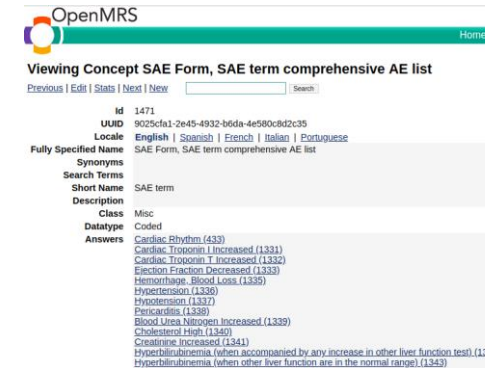 OpenMRS
Home
Viewing Concept SAE Form, SAE term comprehensive AE list
Previous | Edit | Stats | Next | New Search
Id 1471
UUID 9025cfa1-2e45-4932-b6da-4e580c8d2c35
Locale English | Spanish | French | Italian | Portuguese
Fully Specified Name SAE Form, SAE term comprehensive AE list
Synonyms
Search Terms
Short Name SAE term
Description
Class Misc
Datatype Coded
Answers Cardiac Rhythm (433)
Cardiac Troponin I Increased (1331)
Cardiac Troponin T Increased (1332)
Ejection Fraction Decreased (1333)
Hemorrhage, Blood Loss (1335)
Hypertension (1336)
Hypotension (1337)
Pericarditis (1338)
Blood Urea Nitrogen Increased (1339)
Cholesterol High (1340)
Creatinine Increased (1341)
Hyperbilirubinemia (when accompanied by any increase in other liver function test)
Hyperbilirubinemia (when other liver function are in the normal range) (1343)